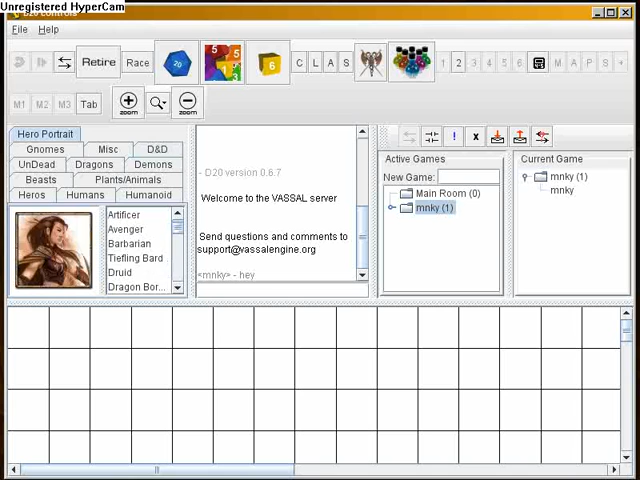 Unregistered HyperCam
D20 Controls
File Help
Retire Race 20 5 5 1 6 C L A S 1 2 3 4 5 6 M A P S +
M1 M2 M3 Tab zoom zoom
Hero Portrait
Gnomes Misc D&D
UnDead Dragons Demons
Beasts Plants/Animals
Heros Humans Humanoid
Artificer
Avenger
Barbarian
Tiefling Bard
Druid
Dragon Bor...
- D20 version 0.6.7
Welcome to the VASSAL server
Send questions and comments to
support@vassalengine.org
<mnky> - hey
! x
Active Games
New Game:
Main Room (0)
mnky (1)
Current Game
mnky (1)
mnky